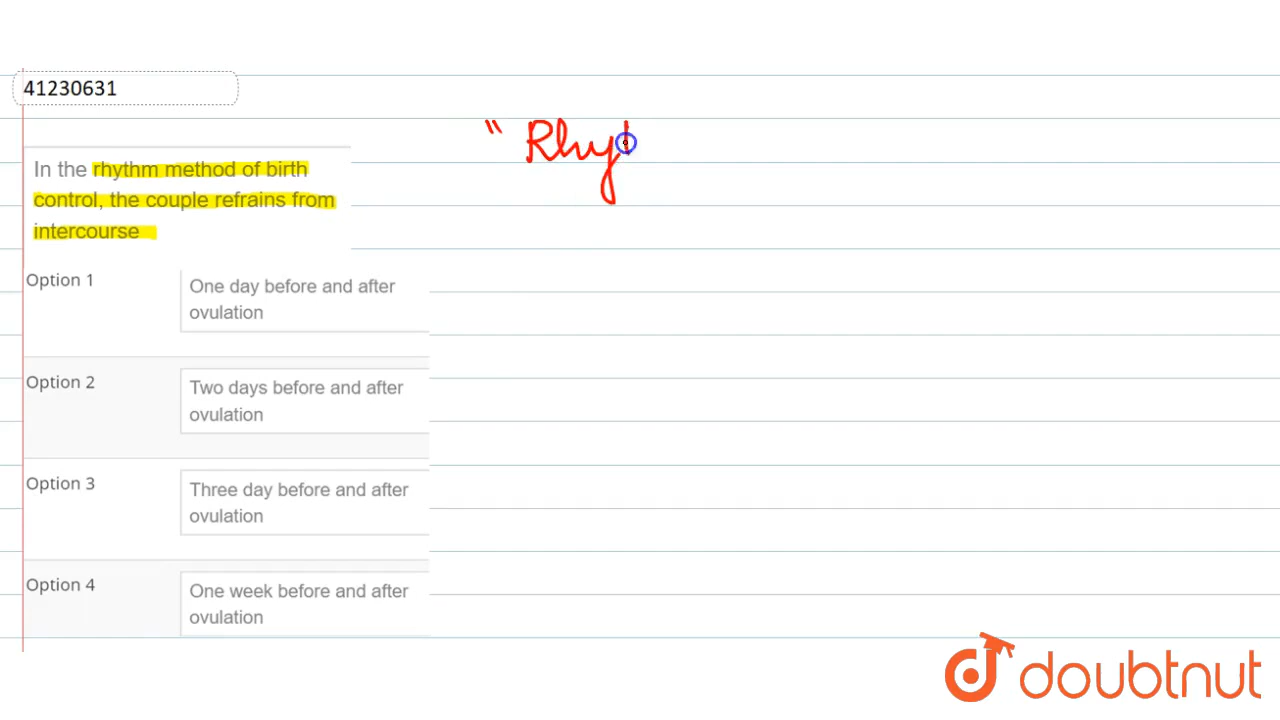 41230631
" Rhyt
In the rhythm method of birth
control, the couple refrains from
intercourse
Option 1
One day before and after
ovulation
Option 2
Two days before and after
ovulation
Option 3
Three day before and after
ovulation
Option 4
One week before and after
ovulation
doubtnut